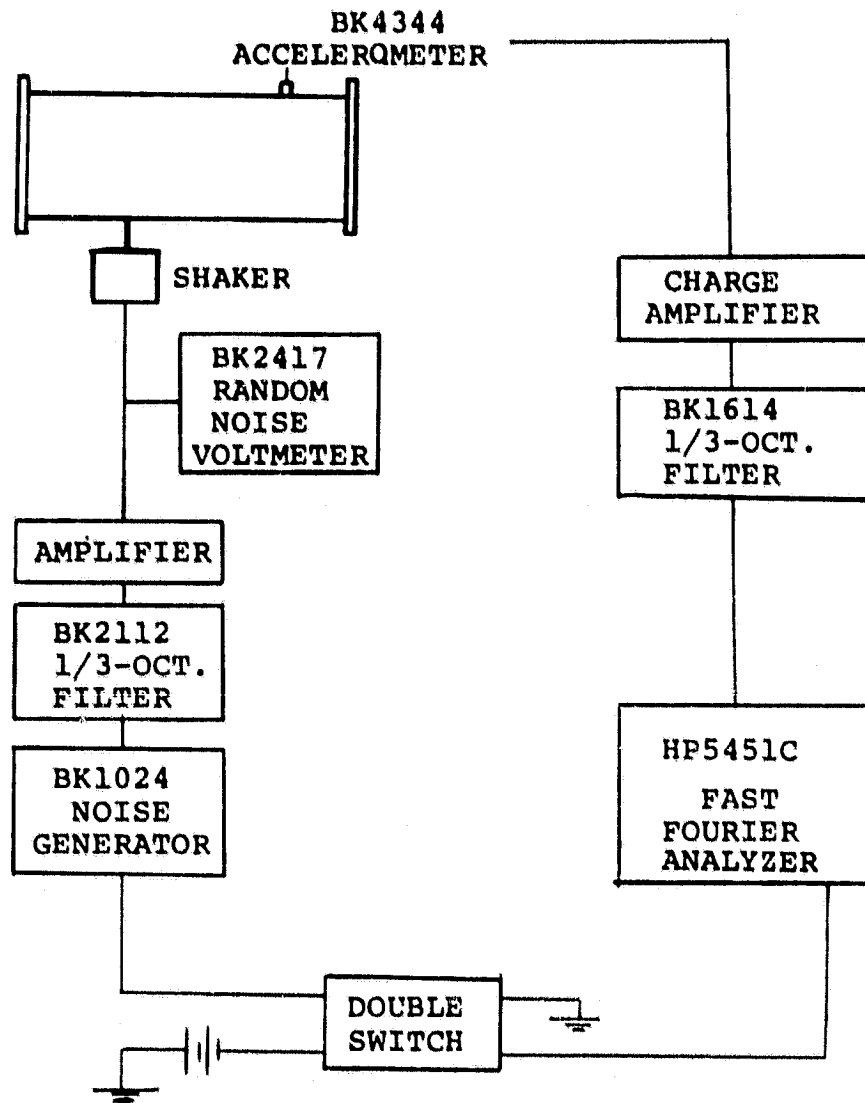 BK4344
ACCELEROMETER
SHAKER
BK2417
RANDOM
NOISE
VOLTMETER
AMPLIFIER
BK2112
1/3-OCT.
FILTER
BK1024
NOISE
GENERATOR
CHARGE
AMPLIFIER
BK1614
1/3-OCT.
FILTER
HP5451C
FAST
FOURIER
ANALYZER
DOUBLE
SWITCH